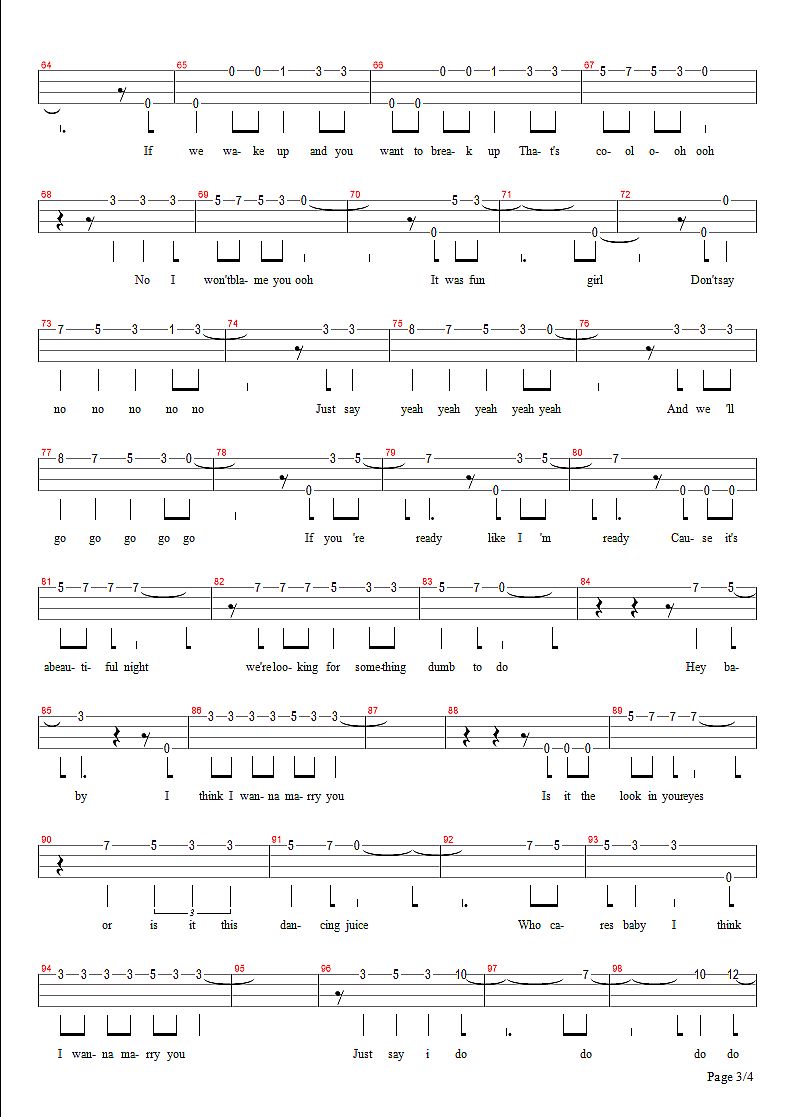 64 65 66 67
0 0 0 0 1 3 3 0 0 0 0 1 3 3 5 7 5 3 0
If we wa- ke up and you want to brea- k up Tha- t's co- ol o- oh ooh
68 69 70 71 72
3 3 3 5 7 5 3 0 0 5 3 0 0 0
No I won'tbla- me you ooh It was fun girl Don'tsay
73 74 75 76
7 5 3 1 3 3 3 8 7 5 3 0 3 3 3
no no no no no Just say yeah yeah yeah yeah yeah And we 'll
77 78 79 80
8 7 5 3 0 0 3 5 7 0 3 5 7 0 0 0
go go go go go If you 're ready like I 'm ready Cau- se it's
81 82 83 84
5 7 7 7 7 7 7 5 3 3 5 7 0 7 5
abeau- ti- ful night we'reloo- king for some-thing dumb to do Hey ba-
85 86 87 88 89
3 0 3 3 3 3 5 3 3 0 0 0 5 7 7 7
by I think I wan- na ma- rry you Is it the look in youreyes
90 91 92 93
7 5 3 3 5 7 0 7 5 5 3 3 0
3
or is it this dan- cing juice Who ca- res baby I think
94 95 96 97 98
3 3 3 3 5 3 3 3 5 3 10 7 10 12
I wan- na ma- rry you Just say i do do do do
Page 3/4